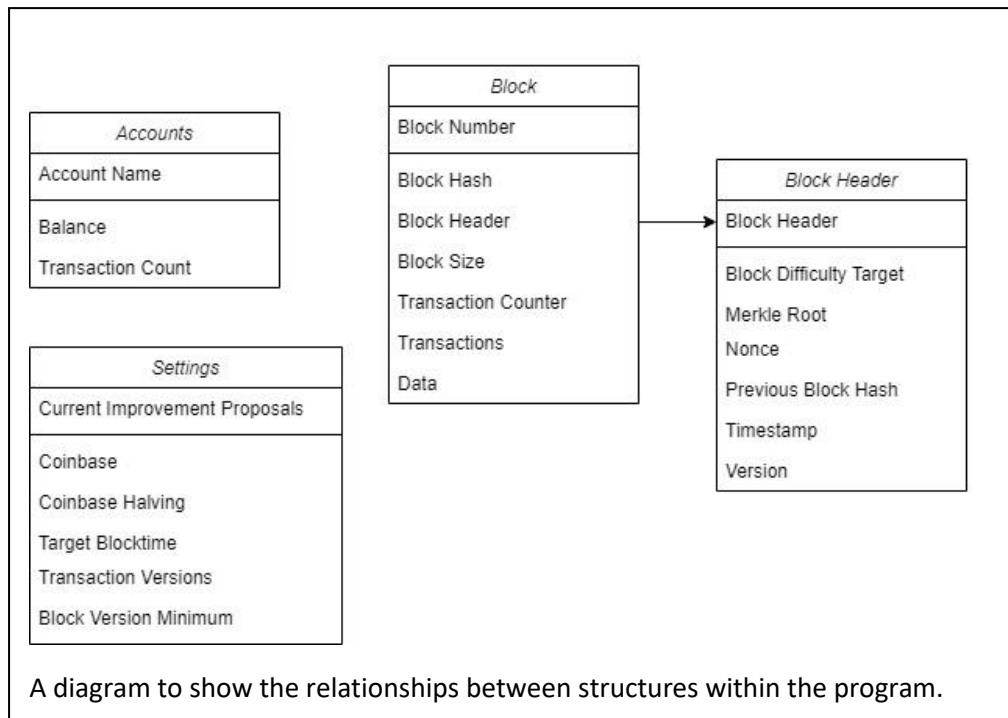 Accounts
Account Name
Balance
Transaction Count
Settings
Current Improvement Proposals
Coinbase
Coinbase Halving
Target Blocktime
Transaction Versions
Block Version Minimum
Block
Block Number
Block Hash
Block Header
Block Size
Transaction Counter
Transactions
Data
Block Header
Block Header
Block Difficulty Target
Merkle Root
Nonce
Previous Block Hash
Timestamp
Version
A diagram to show the relationships between structures within the program.